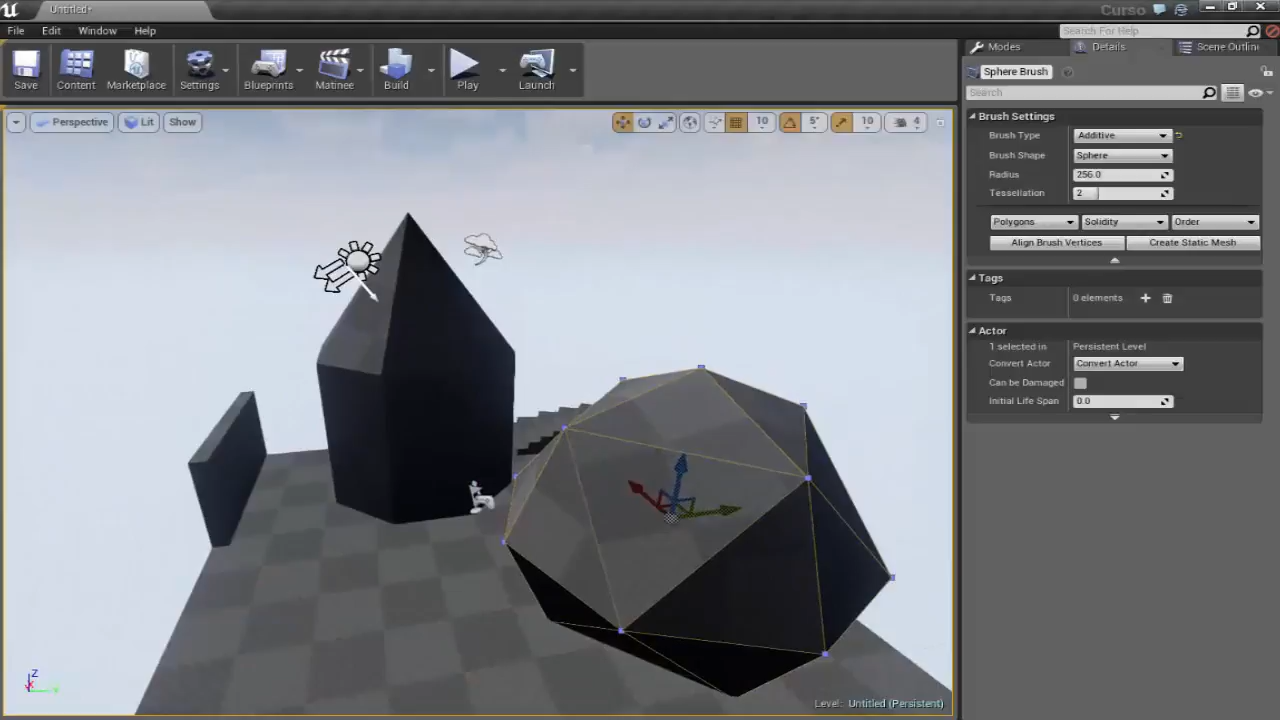 Untitled*
Curso
File Edit Window Help
Search For Help
Save Content Marketplace Settings Blueprints Matinee Build Play Launch
Modes Details Scene Outline
Sphere Brush
Search
Perspective Lit Show 10 5° 10 4
Brush Settings
Brush Type Additive
Brush Shape Sphere
Radius 256.0
Tessellation 2
Polygons Solidity Order
Align Brush Vertices Create Static Mesh
Tags
Tags 0 elements
Actor
1 selected in Persistent Level
Convert Actor Convert Actor
Can be Damaged
Initial Life Span 0.0
Z
X Y
Level: Untitled (Persistent)